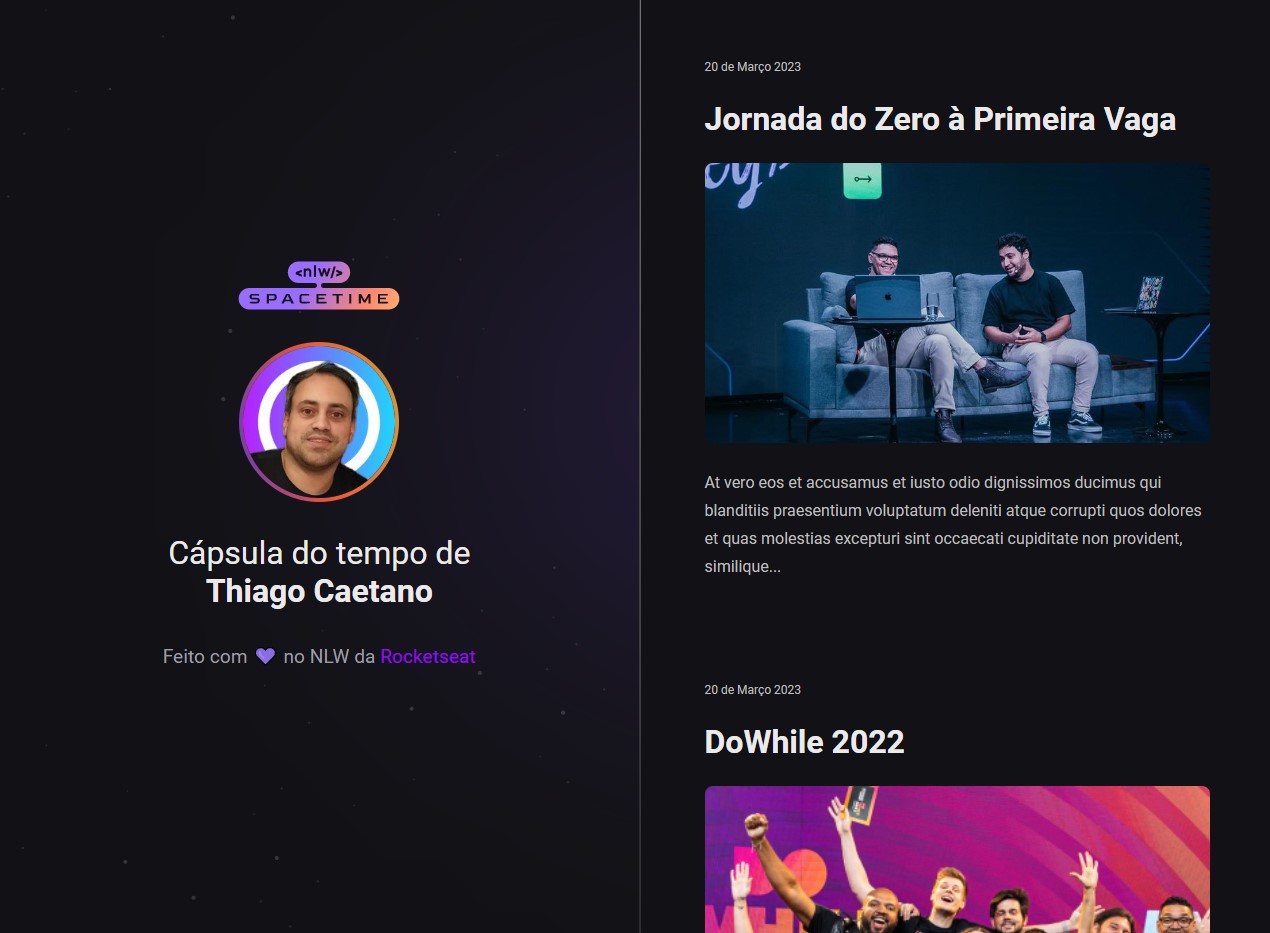 <nlw/>
SPACETIME
Cápsula do tempo de
Thiago Caetano
Feito com 💜 no NLW da Rocketseat
20 de Março 2023
Jornada do Zero à Primeira Vaga
At vero eos et accusamus et iusto odio dignissimos ducimus qui
blanditiis praesentium voluptatum deleniti atque corrupti quos dolores
et quas molestias excepturi sint occaecati cupiditate non provident,
similique...
20 de Março 2023
DoWhile 2022
DO